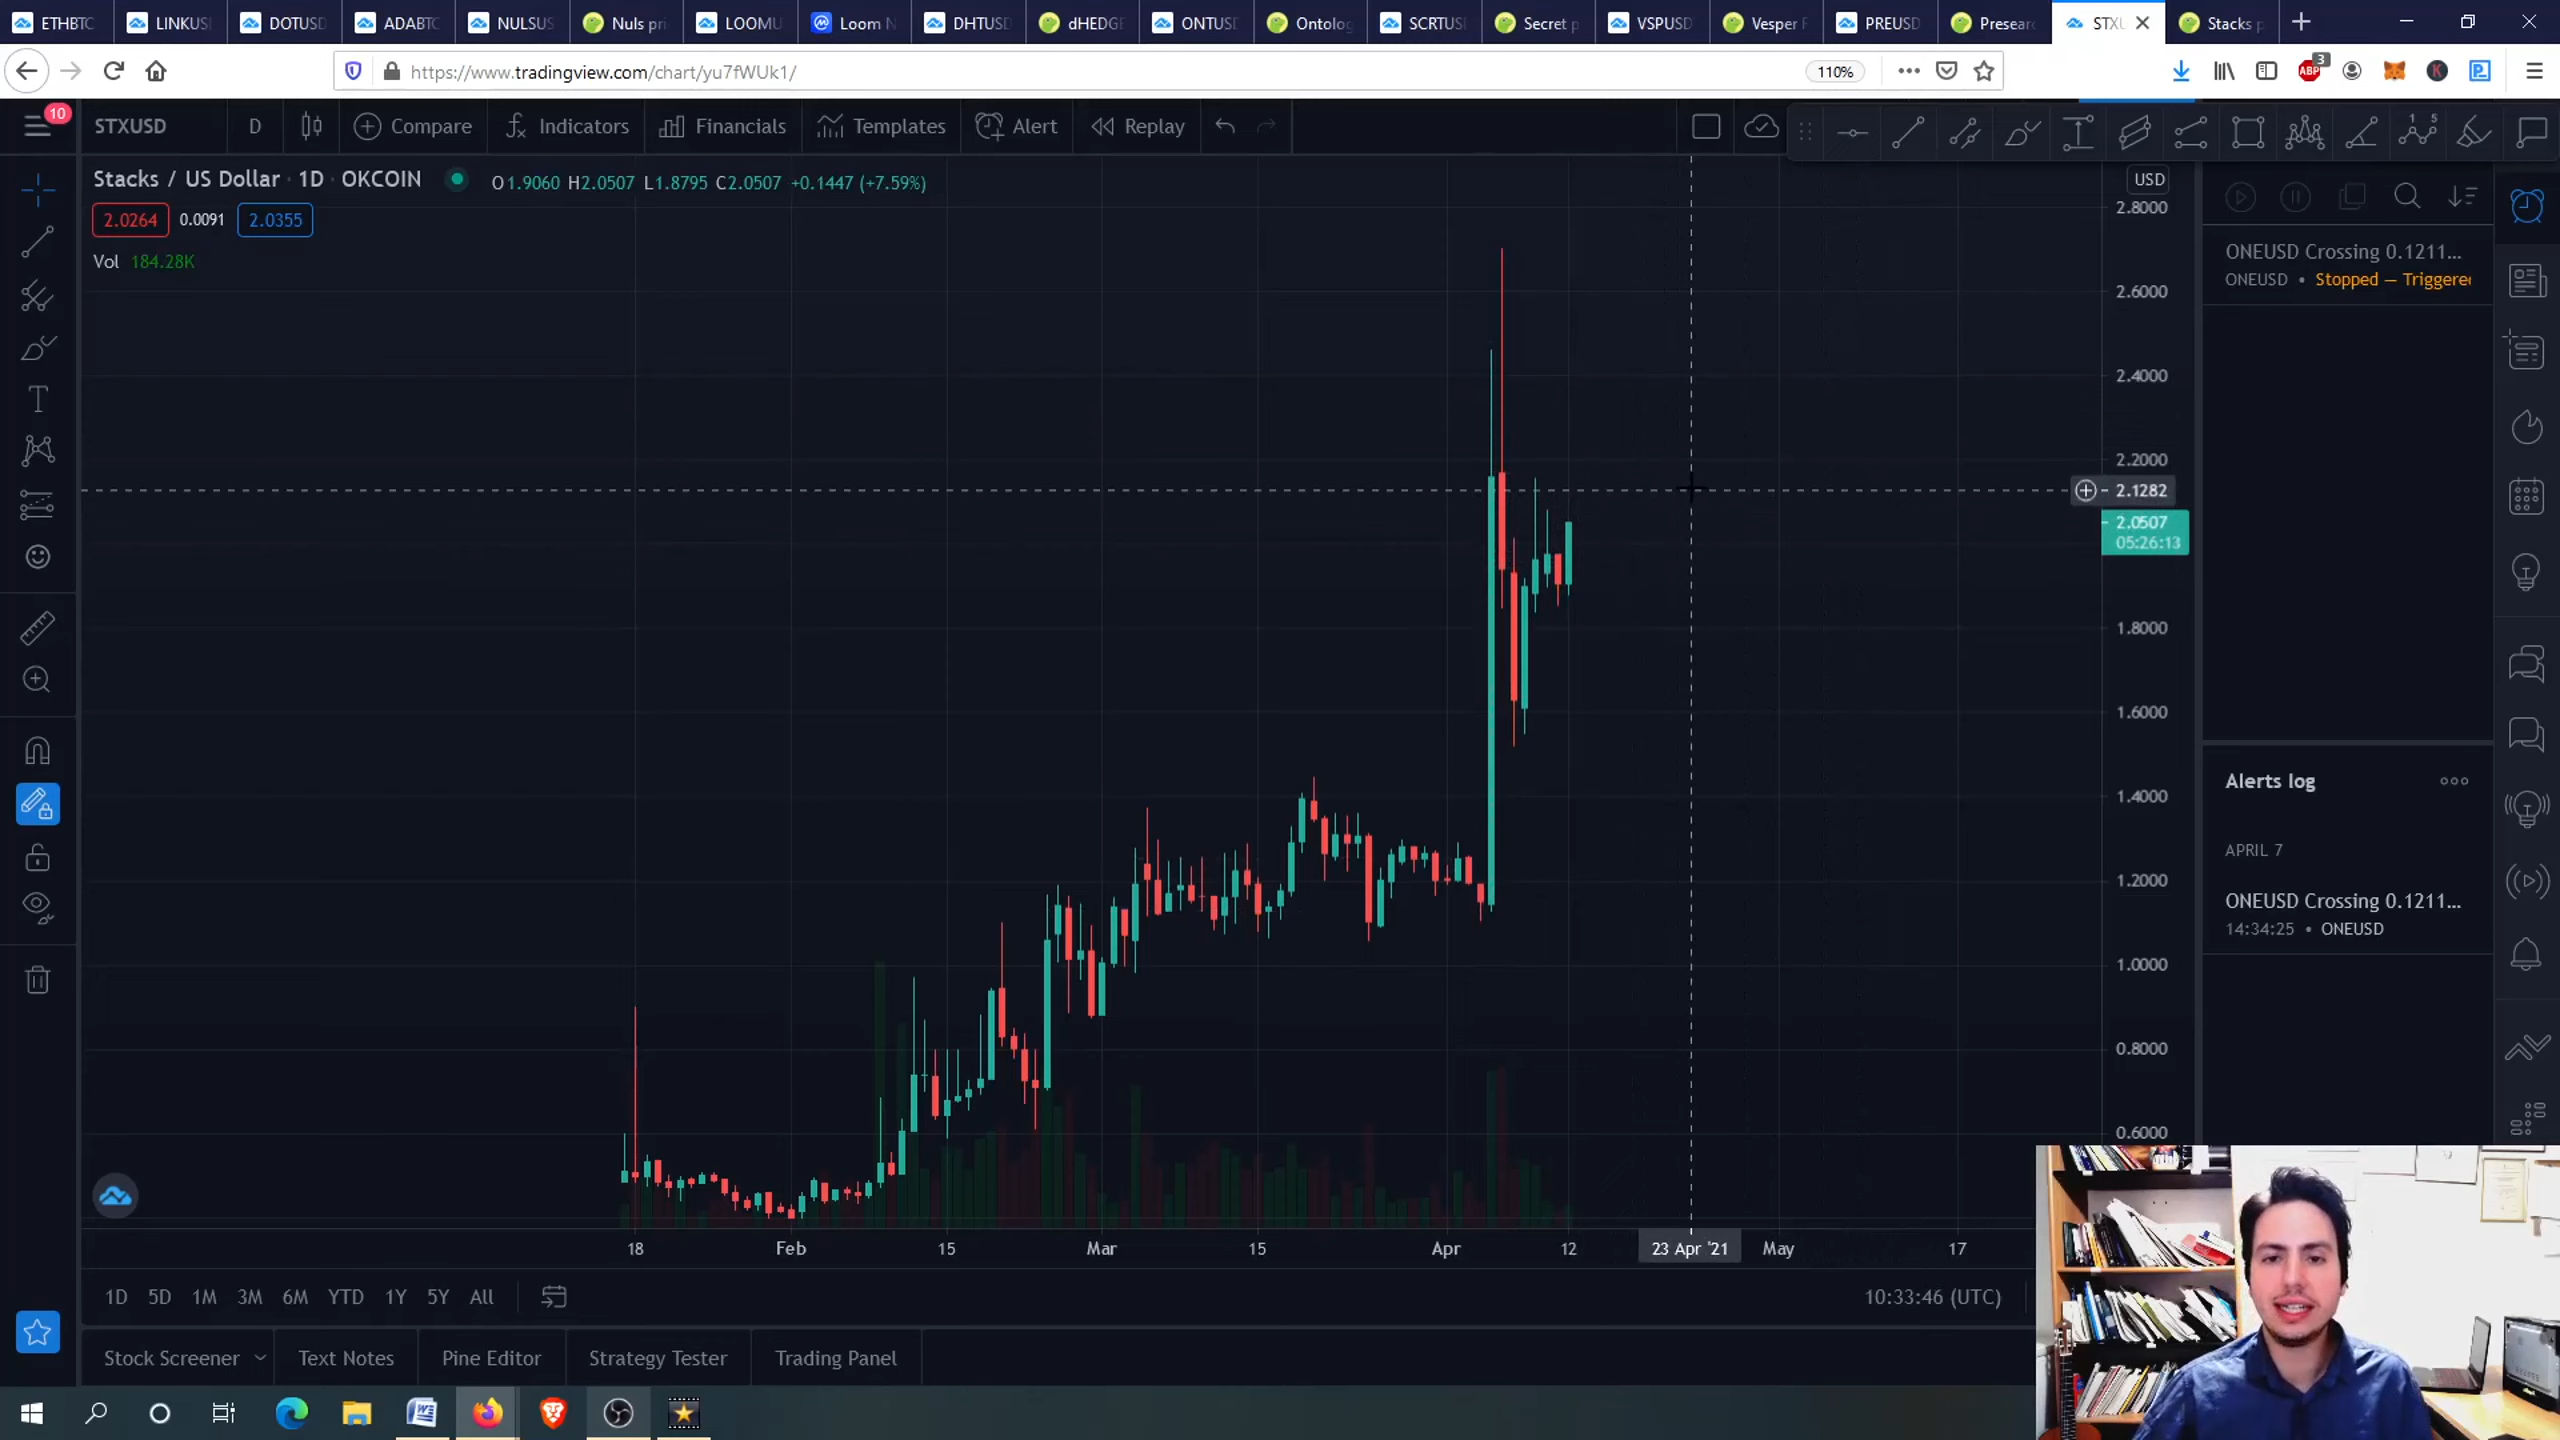 ETHBTC
LINKUS
DOTUSD
ADABTC
NULSUS
Nuls pri
LOOMU
Loom N
DHTUSD
dHEDGE
ONTUSD
Ontolog
SCRTUS
Secret p
VSPUSD
Vesper F
PREUSD
Presear
STXU
Stacks p
https://www.tradingview.com/chart/yu7fWUk1/
110%
ABP
3
10
STXUSD
D
Compare
Indicators
Financials
Templates
Alert
Replay
Stacks / US Dollar · 1D · OKCOIN
O1.9060 H2.0507 L1.8795 C2.0507 +0.1447 (+7.59%)
2.0264
0.0091
2.0355
Vol 184.28K
USD
2.8000
2.6000
2.4000
2.2000
2.1282
2.0507
05:26:13
1.8000
1.6000
1.4000
1.2000
1.0000
0.8000
0.6000
ONEUSD Crossing 0.1211...
ONEUSD • Stopped — Triggered
Alerts log
APRIL 7
ONEUSD Crossing 0.1211...
14:34:25 • ONEUSD
18
Feb
15
Mar
15
Apr
12
23 Apr '21
May
17
1D
5D
1M
3M
6M
YTD
1Y
5Y
All
10:33:46 (UTC)
Stock Screener
Text Notes
Pine Editor
Strategy Tester
Trading Panel